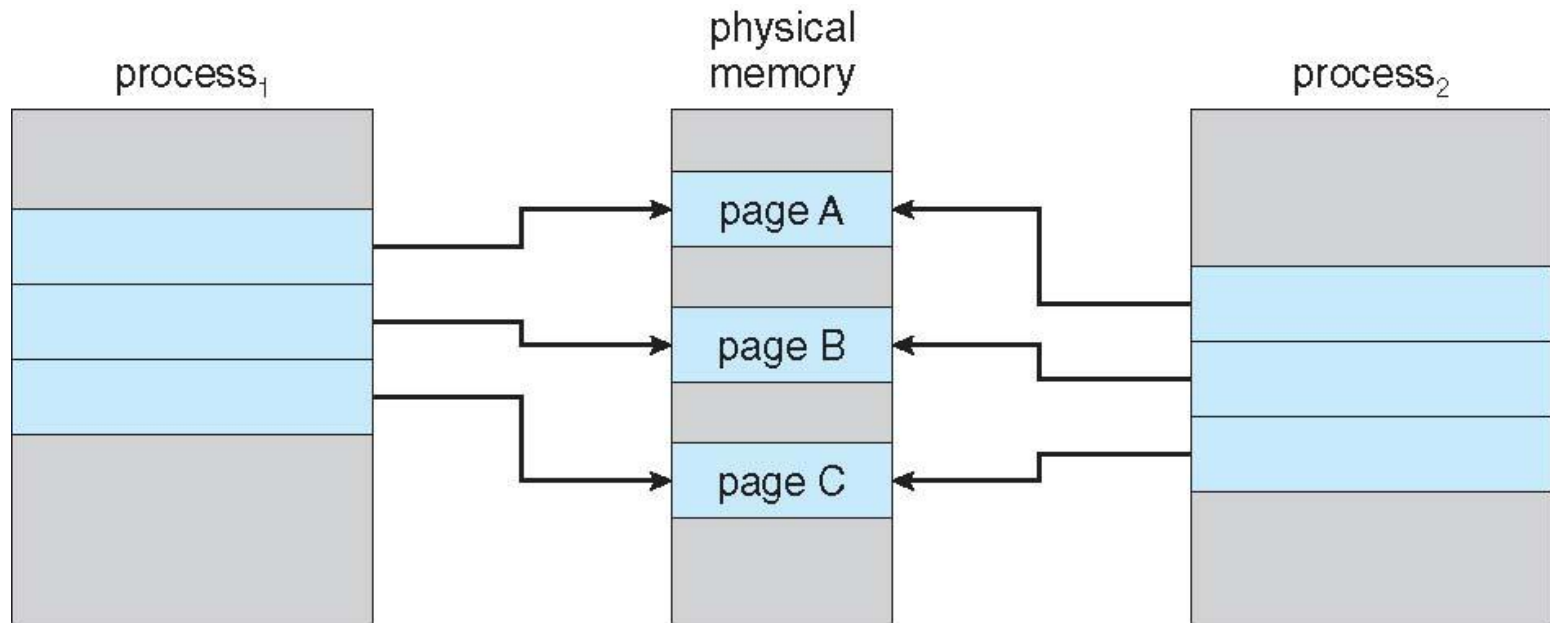 process₁
physical
memory
process₂
page A
page B
page C